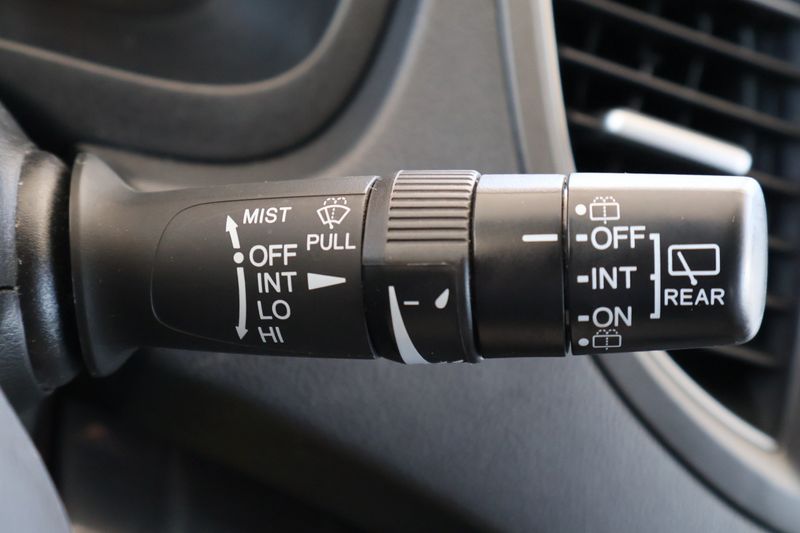 MIST
PULL
OFF
INT
LO
HI
OFF
INT
ON
REAR